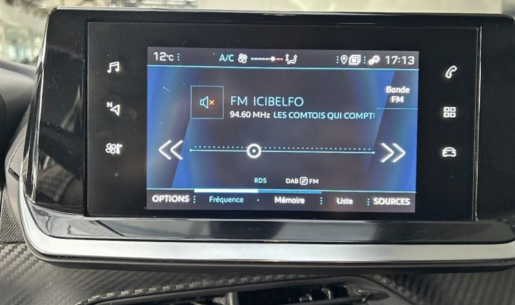 12°C A/C 17:13
Bande
FM
FM ICIBELFO
94.60 MHz LES COMTOIS QUI COMPT
N
RDS DAB FM
OPTIONS Fréquence Mémoire Liste SOURCES